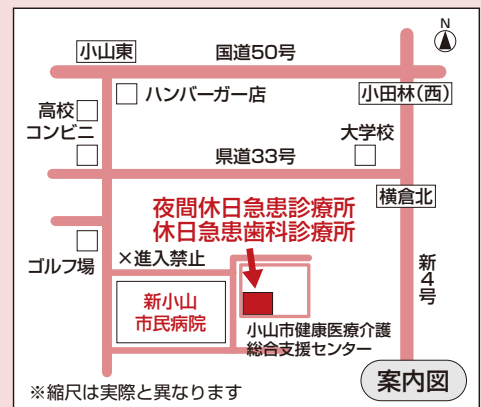 N
小山東
国道50号
ハンバーガー店
小田林(西)
高校
コンビニ
大学校
県道33号
横倉北
夜間休日急患診療所
休日急患歯科診療所
ゴルフ場
×進入禁止
新4号
新小山
市民病院
小山市健康医療介護
総合支援センター
※縮尺は実際と異なります
案内図